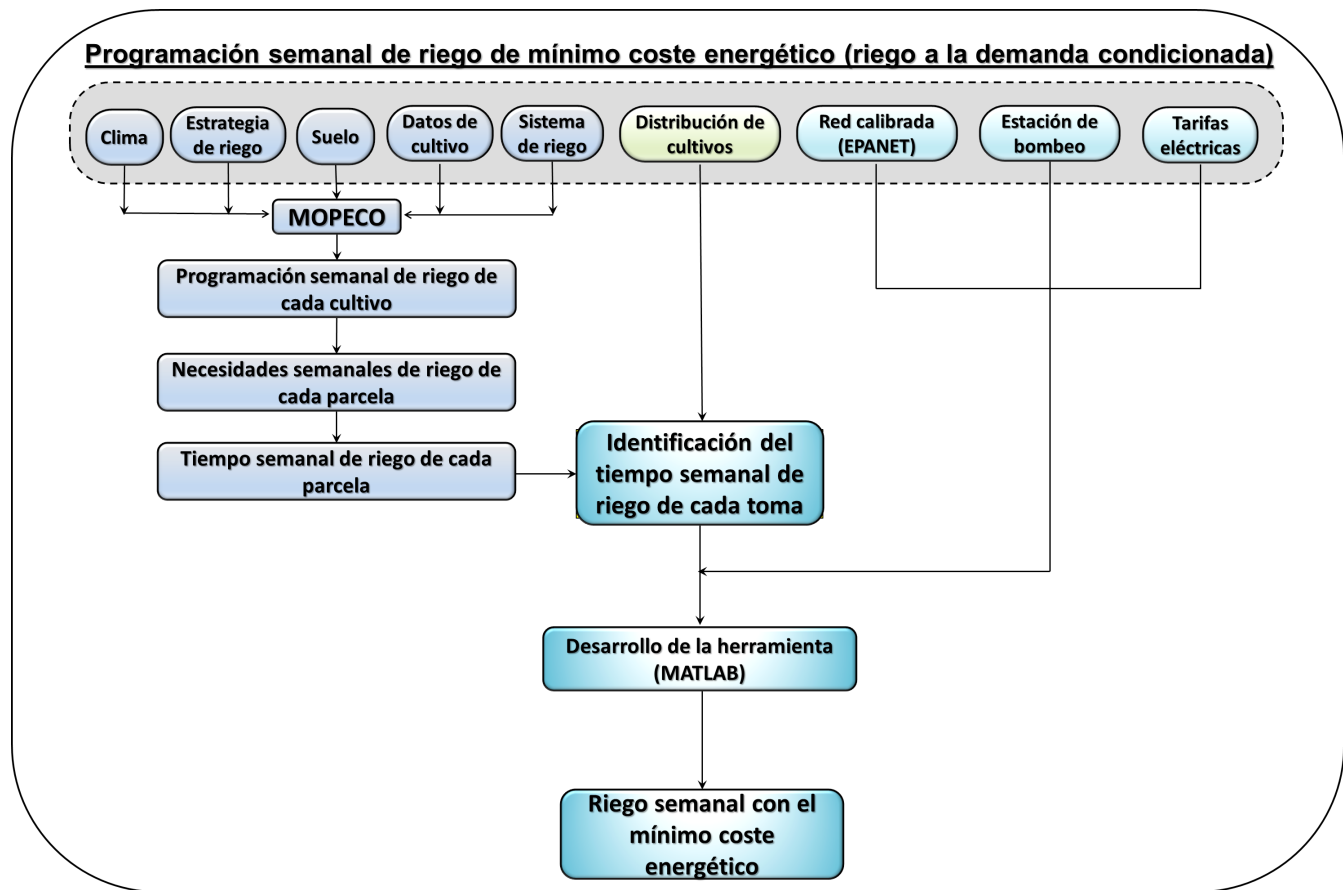 Programación semanal de riego de mínimo coste energético (riego a la demanda condicionada)
Clima
Estrategia
de riego
Suelo
Datos de
cultivo
Sistema
de riego
Distribución de
cultivos
Red calibrada
(EPANET)
Estación de
bombeo
Tarifas
eléctricas
MOPECO
Programación semanal de riego de
cada cultivo
Necesidades semanales de riego de
cada parcela
Tiempo semanal de riego de cada
parcela
Identificación del
tiempo semanal de
riego de cada toma
Desarrollo de la herramienta
(MATLAB)
Riego semanal con el
mínimo coste
energético